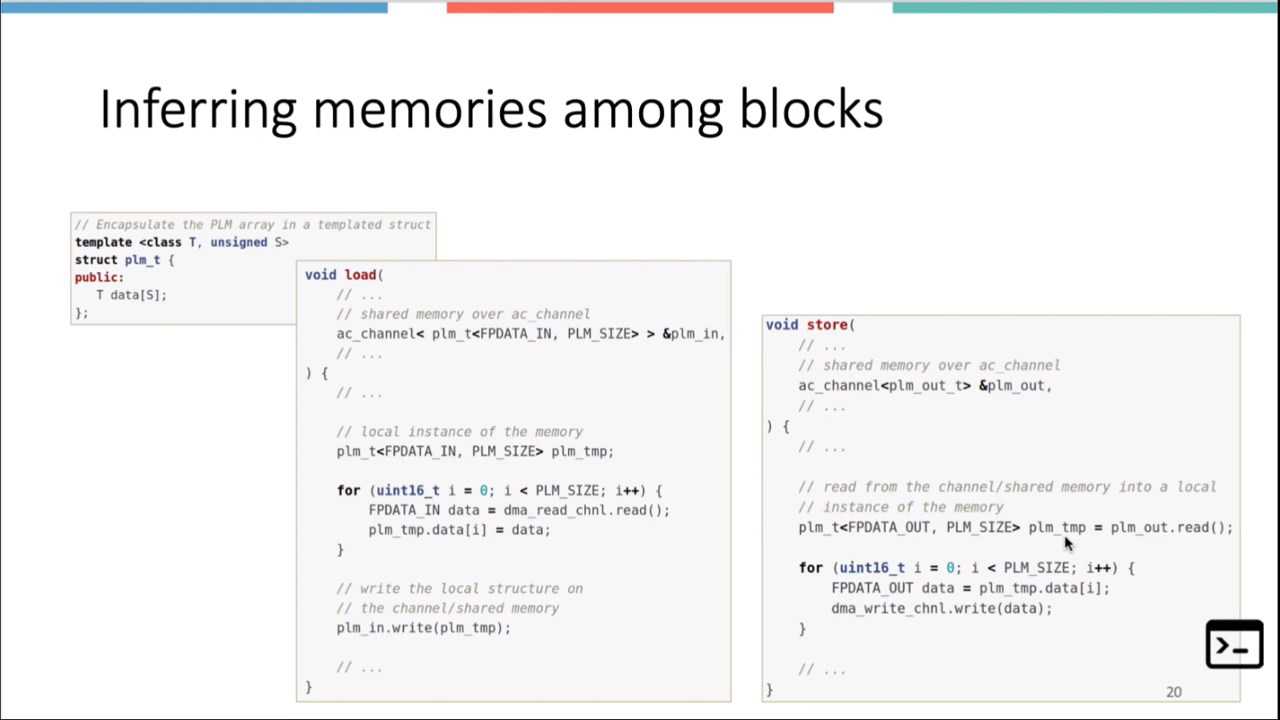 Inferring memories among blocks
// Encapsulate the PLM array in a templated struct
template <class T, unsigned S>
struct plm_t {
public:
T data[S];
};
void load(
// ...
// shared memory over ac_channel
ac_channel< plm_t<FPDATA_IN, PLM_SIZE> > &plm_in,
// ...
) {
// ...
// local instance of the memory
plm_t<FPDATA_IN, PLM_SIZE> plm_tmp;
for (uint16_t i = 0; i < PLM_SIZE; i++) {
FPDATA_IN data = dma_read_chnl.read();
plm_tmp.data[i] = data;
}
// write the local structure on
// the channel/shared memory
plm_in.write(plm_tmp);
// ...
}
void store(
// ...
// shared memory over ac_channel
ac_channel<plm_out_t> &plm_out,
// ...
) {
// ...
// read from the channel/shared memory into a local
// instance of the memory
plm_t<FPDATA_OUT, PLM_SIZE> plm_tmp = plm_out.read();
for (uint16_t i = 0; i < PLM_SIZE; i++) {
FPDATA_OUT data = plm_tmp.data[i];
dma_write_chnl.write(data);
}
// ...
}
20